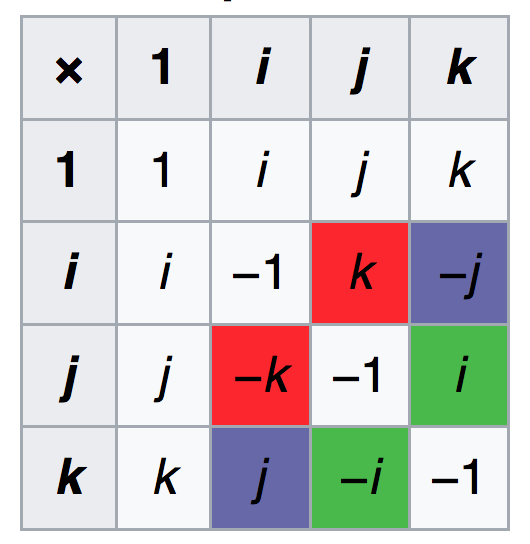 × 1 i j k
1 1 i j k
i i −1 k −j
j j −k −1 i
k k j −i −1